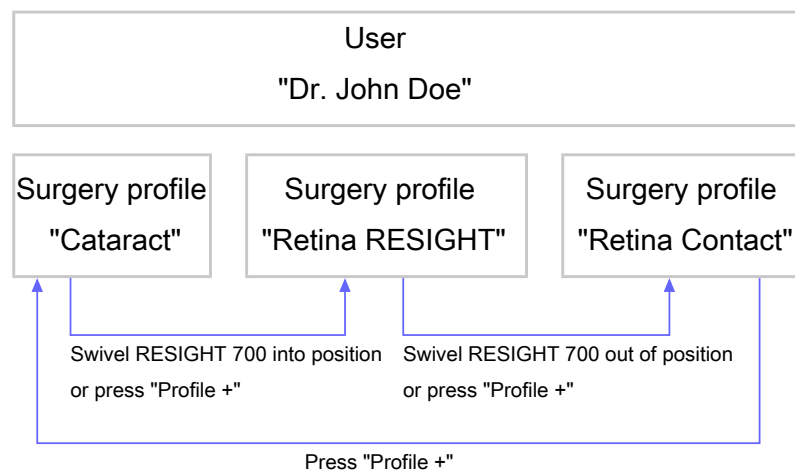 User
"Dr. John Doe"
Surgery profile
"Cataract"
Surgery profile
"Retina RESIGHT"
Surgery profile
"Retina Contact"
Swivel RESIGHT 700 into position
or press "Profile +"
Swivel RESIGHT 700 out of position
or press "Profile +"
Press "Profile +"